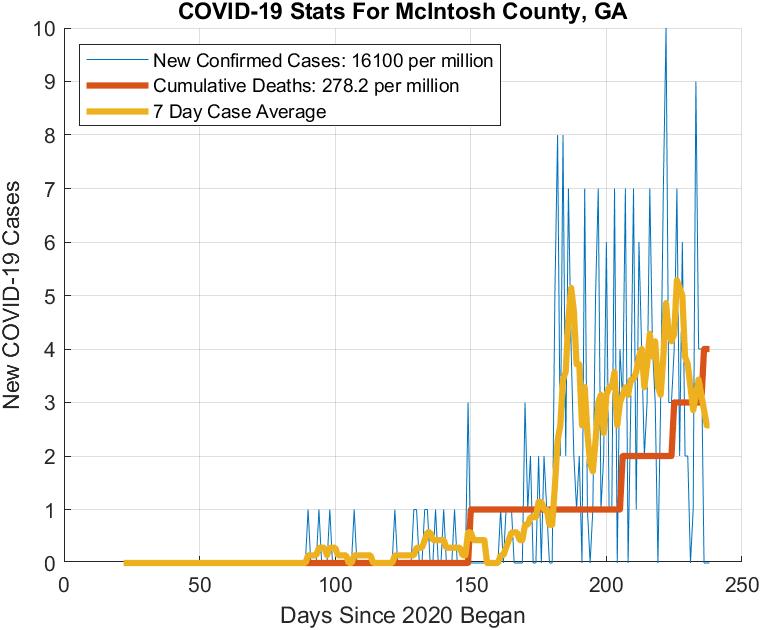 COVID-19 Stats For McIntosh County, GA
New Confirmed Cases: 16100 per million
Cumulative Deaths: 278.2 per million
7 Day Case Average
New COVID-19 Cases
10
9
8
7
6
5
4
3
2
1
0
0 50 100 150 200 250
Days Since 2020 Began